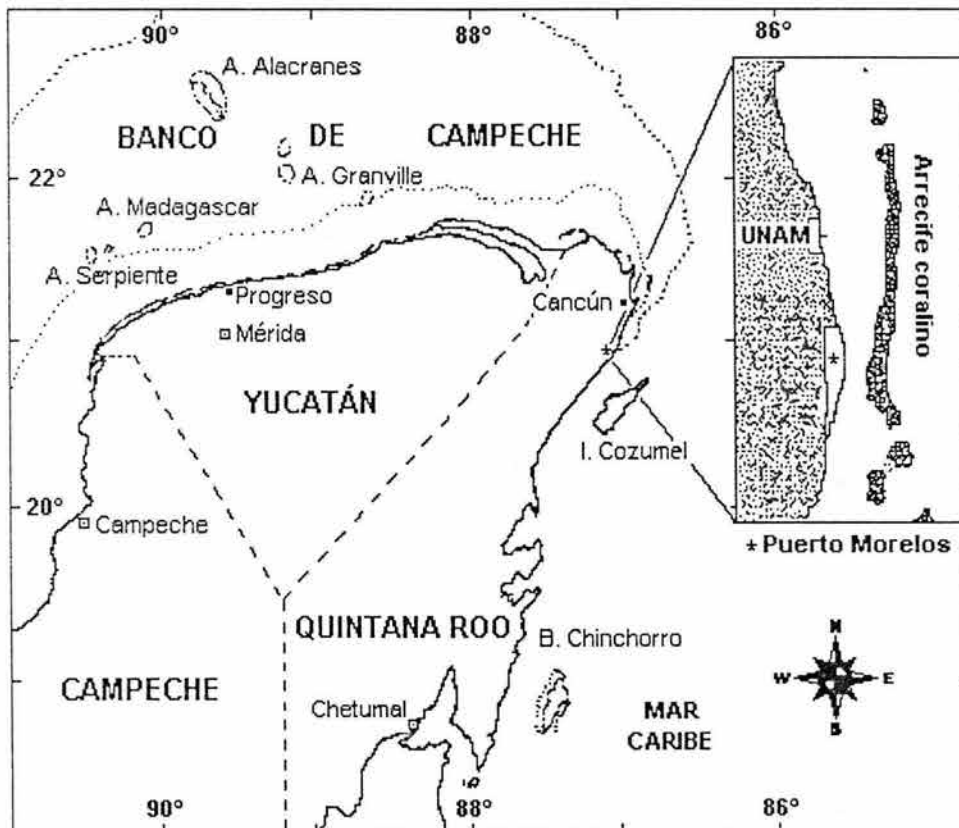 90°
88°
86°
A. Alacranes
BANCO DE CAMPECHE
22°
A. Granville
A. Madagascar
A. Serpiente
Progreso
Mérida
Cancún
YUCATÁN
I. Cozumel
UNAM
Arrecife coralino
* Puerto Morelos
20°
Campeche
QUINTANA ROO
B. Chinchorro
CAMPECHE
Chetumal
MAR
CARIBE
N
W
E
S
90°
88°
86°